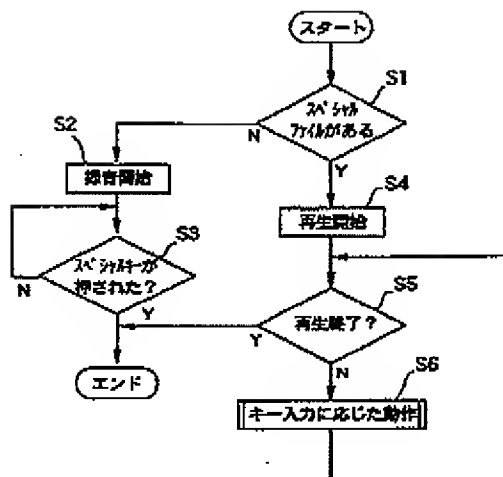 スタート
S1
スペシャル
ファイルがある
N
Y
S2
録音開始
S4
再生開始
S3
スペシャルキーが
押された？
N
Y
S5
再生終了？
Y
N
エンド
S6
キー入力に応じた動作